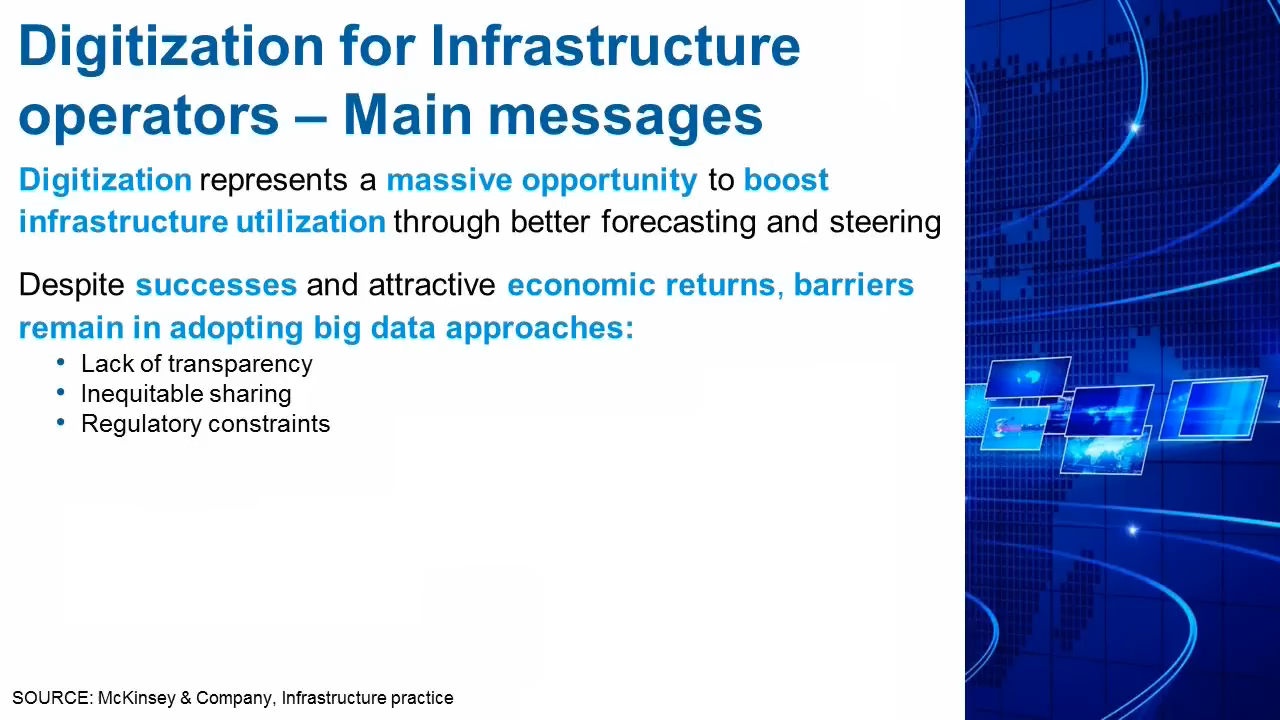 Digitization for Infrastructure
operators – Main messages
Digitization represents a massive opportunity to boost
infrastructure utilization through better forecasting and steering
Despite successes and attractive economic returns, barriers
remain in adopting big data approaches:
• Lack of transparency
• Inequitable sharing
• Regulatory constraints
SOURCE: McKinsey & Company, Infrastructure practice